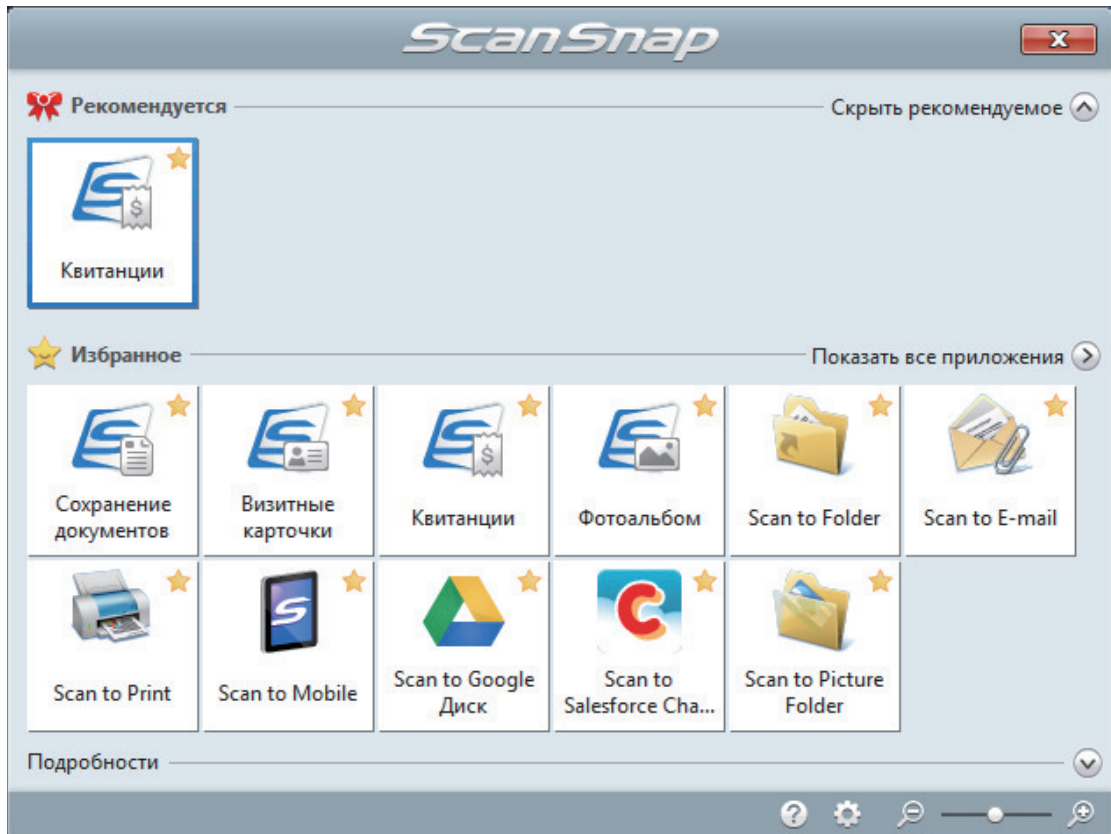 ScanSnap
Рекомендуется
Скрыть рекомендуемое
Квитанции
Избранное
Показать все приложения
Сохранение
документов
Визитные
карточки
Квитанции
Фотоальбом
Scan to Folder
Scan to E-mail
Scan to Print
Scan to Mobile
Scan to Google
Диск
Scan to
Salesforce Cha...
Scan to Picture
Folder
Подробности